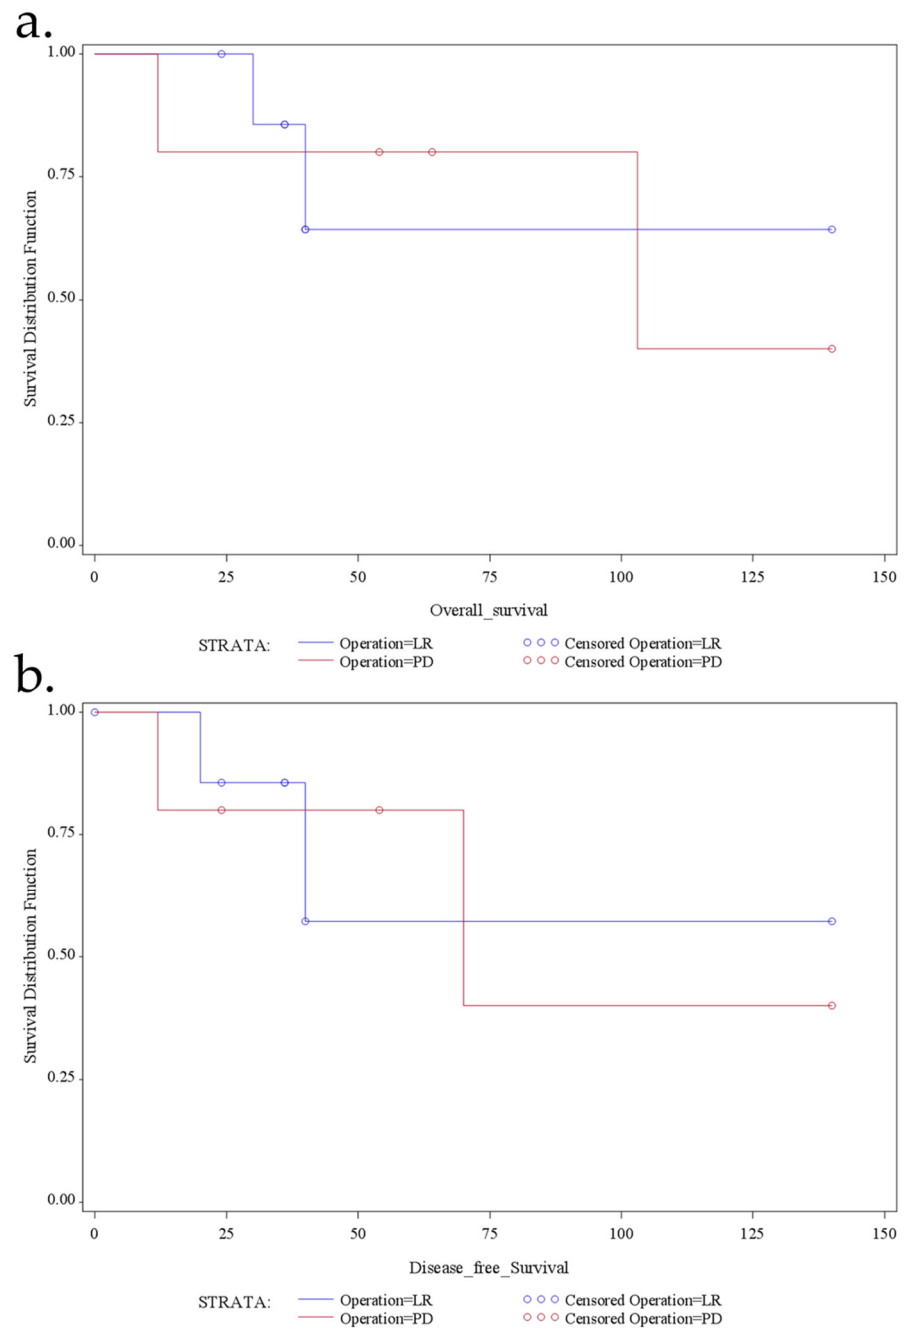 a.
1.00
0.75
0.50
0.25
0.00
Survival Distribution Function
0 25 50 75 100 125 150
Overall_survival
STRATA: Operation=LR Censored Operation=LR
Operation=PD Censored Operation=PD
b.
1.00
0.75
0.50
0.25
0.00
Survival Distribution Function
0 25 50 75 100 125 150
Disease_free_Survival
STRATA: Operation=LR Censored Operation=LR
Operation=PD Censored Operation=PD